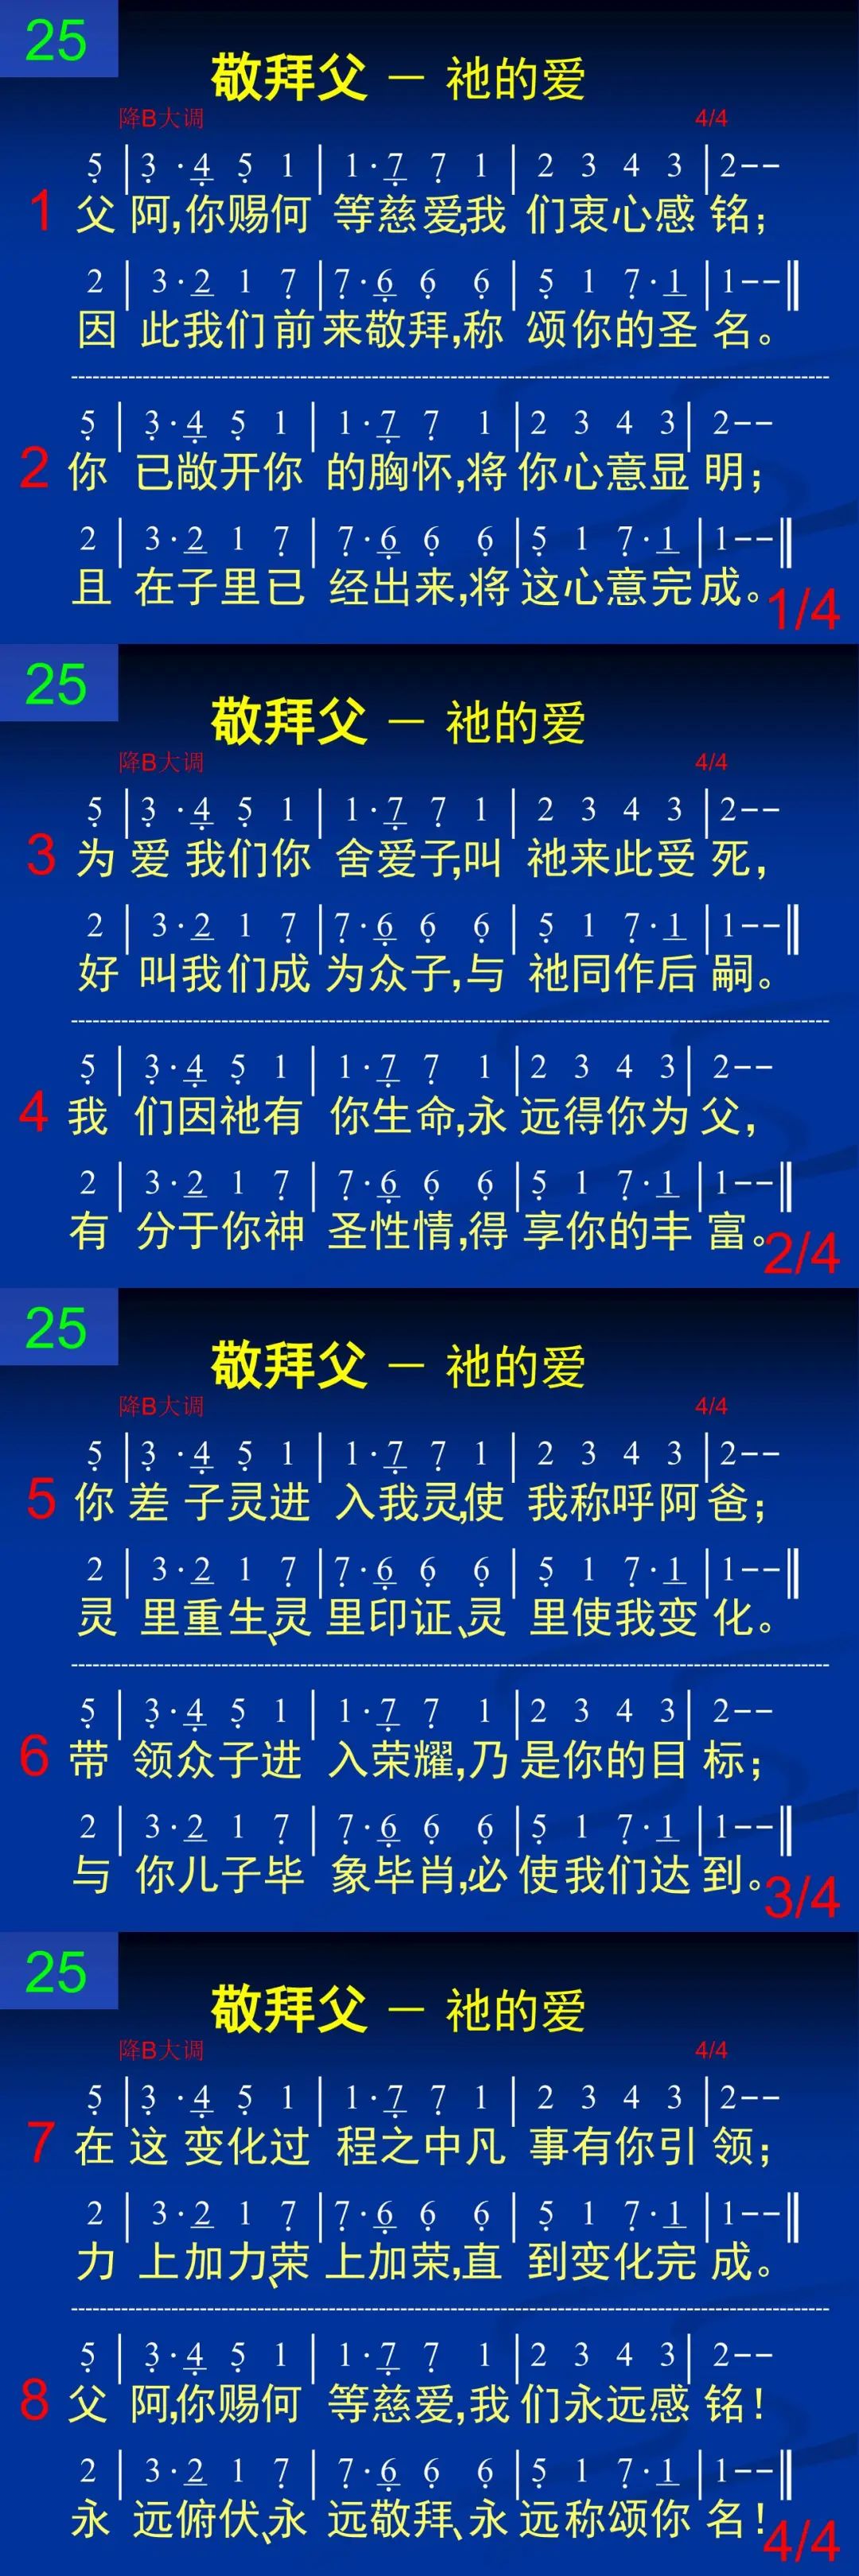 25
敬拜父 — 祂的爱
降B大调 4/4
5̣ | 3̣ · 4̣ 5̣ 1 | 1 · 7̣ 7̣ 1 | 2 3 4 3 | 2--
1 父 阿,你赐何 等慈爱,我 们衷心感 铭;
2 | 3 · 2 1 7̣ | 7̣ · 6̣ 6̣ 6̣ | 5̣ 1 7̣ · 1 | 1--‖
因 此我们前 来敬拜,称 颂你的圣 名。
5̣ | 3̣ · 4̣ 5̣ 1 | 1 · 7̣ 7̣ 1 | 2 3 4 3 | 2--
2 你 已敞开你 的胸怀,将 你心意显 明;
2 | 3 · 2 1 7̣ | 7̣ · 6̣ 6̣ 6̣ | 5̣ 1 7̣ · 1 | 1--‖
且 在子里已 经出来,将 这心意完 成。
1/4
25
敬拜父 — 祂的爱
降B大调 4/4
5̣ | 3̣ · 4̣ 5̣ 1 | 1 · 7̣ 7̣ 1 | 2 3 4 3 | 2--
3 为 爱 我们你 舍爱子,叫 祂来此受 死,
2 | 3 · 2 1 7̣ | 7̣ · 6̣ 6̣ 6̣ | 5̣ 1 7̣ · 1 | 1--‖
好 叫我们成 为众子,与 祂同作后 嗣。
5̣ | 3̣ · 4̣ 5̣ 1 | 1 · 7̣ 7̣ 1 | 2 3 4 3 | 2--
4 我 们因祂有 你生命,永 远得你为 父,
2 | 3 · 2 1 7̣ | 7̣ · 6̣ 6̣ 6̣ | 5̣ 1 7̣ · 1 | 1--‖
有 分于你神 圣性情,得 享你的丰 富。
2/4
25
敬拜父 — 祂的爱
降B大调 4/4
5̣ | 3̣ · 4̣ 5̣ 1 | 1 · 7̣ 7̣ 1 | 2 3 4 3 | 2--
5 你 差 子灵进 入我灵,使 我称呼阿 爸;
2 | 3 · 2 1 7̣ | 7̣ · 6̣ 6̣ 6̣ | 5̣ 1 7̣ · 1 | 1--‖
灵 里重生、灵 里印证、灵 里使我变 化。
5̣ | 3̣ · 4̣ 5̣ 1 | 1 · 7̣ 7̣ 1 | 2 3 4 3 | 2--
6 带 领众子进 入荣耀,乃 是你的目 标;
2 | 3 · 2 1 7̣ | 7̣ · 6̣ 6̣ 6̣ | 5̣ 1 7̣ · 1 | 1--‖
与 你儿子毕 象毕肖,必 使我们达 到。
3/4
25
敬拜父 — 祂的爱
降B大调 4/4
5̣ | 3̣ · 4̣ 5̣ 1 | 1 · 7̣ 7̣ 1 | 2 3 4 3 | 2--
7 在 这 变化过 程之中凡 事有你引 领;
2 | 3 · 2 1 7̣ | 7̣ · 6̣ 6̣ 6̣ | 5̣ 1 7̣ · 1 | 1--‖
力 上加力、荣 上加荣,直 到变化完 成。
5̣ | 3̣ · 4̣ 5̣ 1 | 1 · 7̣ 7̣ 1 | 2 3 4 3 | 2--
8 父 阿,你赐何 等慈爱,我 们永远感 铭!
2 | 3 · 2 1 7̣ | 7̣ · 6̣ 6̣ 6̣ | 5̣ 1 7̣ · 1 | 1--‖
永 远俯伏、永 远敬拜、永 远称颂你 名!
4/4